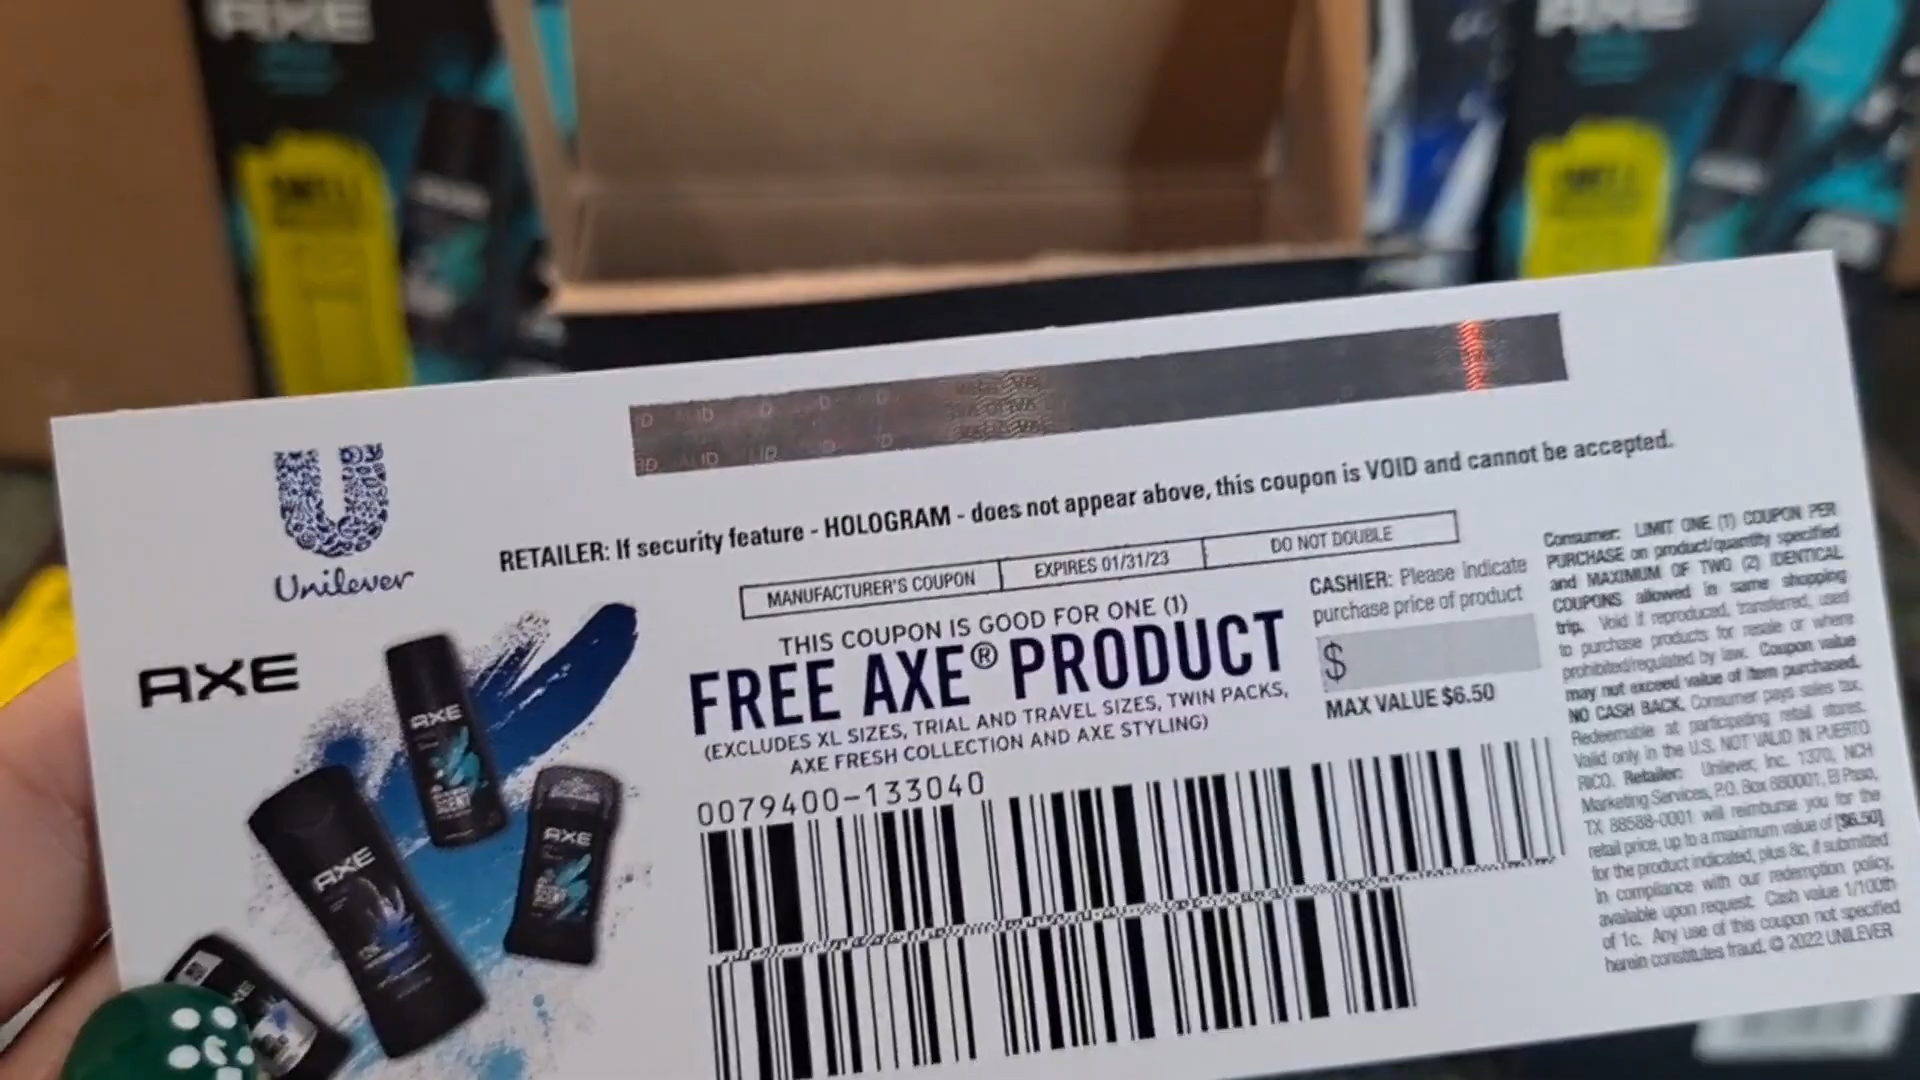 AXE
AXE
RETAILER: If security feature - HOLOGRAM - does not appear above, this coupon is VOID and cannot be accepted.
Unilever
MANUFACTURER'S COUPON EXPIRES 01/31/23 DO NOT DOUBLE
THIS COUPON IS GOOD FOR ONE (1)
FREE AXE® PRODUCT
(EXCLUDES XL SIZES, TRIAL AND TRAVEL SIZES, TWIN PACKS,
AXE FRESH COLLECTION AND AXE STYLING)
0079400-133040
CASHIER: Please indicate
purchase price of product
$
MAX VALUE $6.50
Consumer: LIMIT ONE (1) COUPON PER
PURCHASE on product/quantity specified
and MAXIMUM OF TWO (2) IDENTICAL
COUPONS allowed in same shopping
trip. Void if reproduced, transferred, used
to purchase products for resale or where
prohibited/regulated by law. Coupon value
may not exceed value of item purchased.
NO CASH BACK. Consumer pays sales tax.
Redeemable at participating retail stores.
Valid only in the U.S. NOT VALID IN PUERTO
RICO. Retailer: Unilever, Inc. 1370, NCH
Marketing Services, P.O. Box 880001, El Paso,
TX 88588-0001 will reimburse you for the
retail price, up to a maximum value of [$6.50]
for the product indicated, plus 8c, if submitted
in compliance with our redemption policy,
available upon request. Cash value 1/100th
of 1c. Any use of this coupon not specified
herein constitutes fraud. © 2022 UNILEVER
AXE
AXE
AXE
AXE